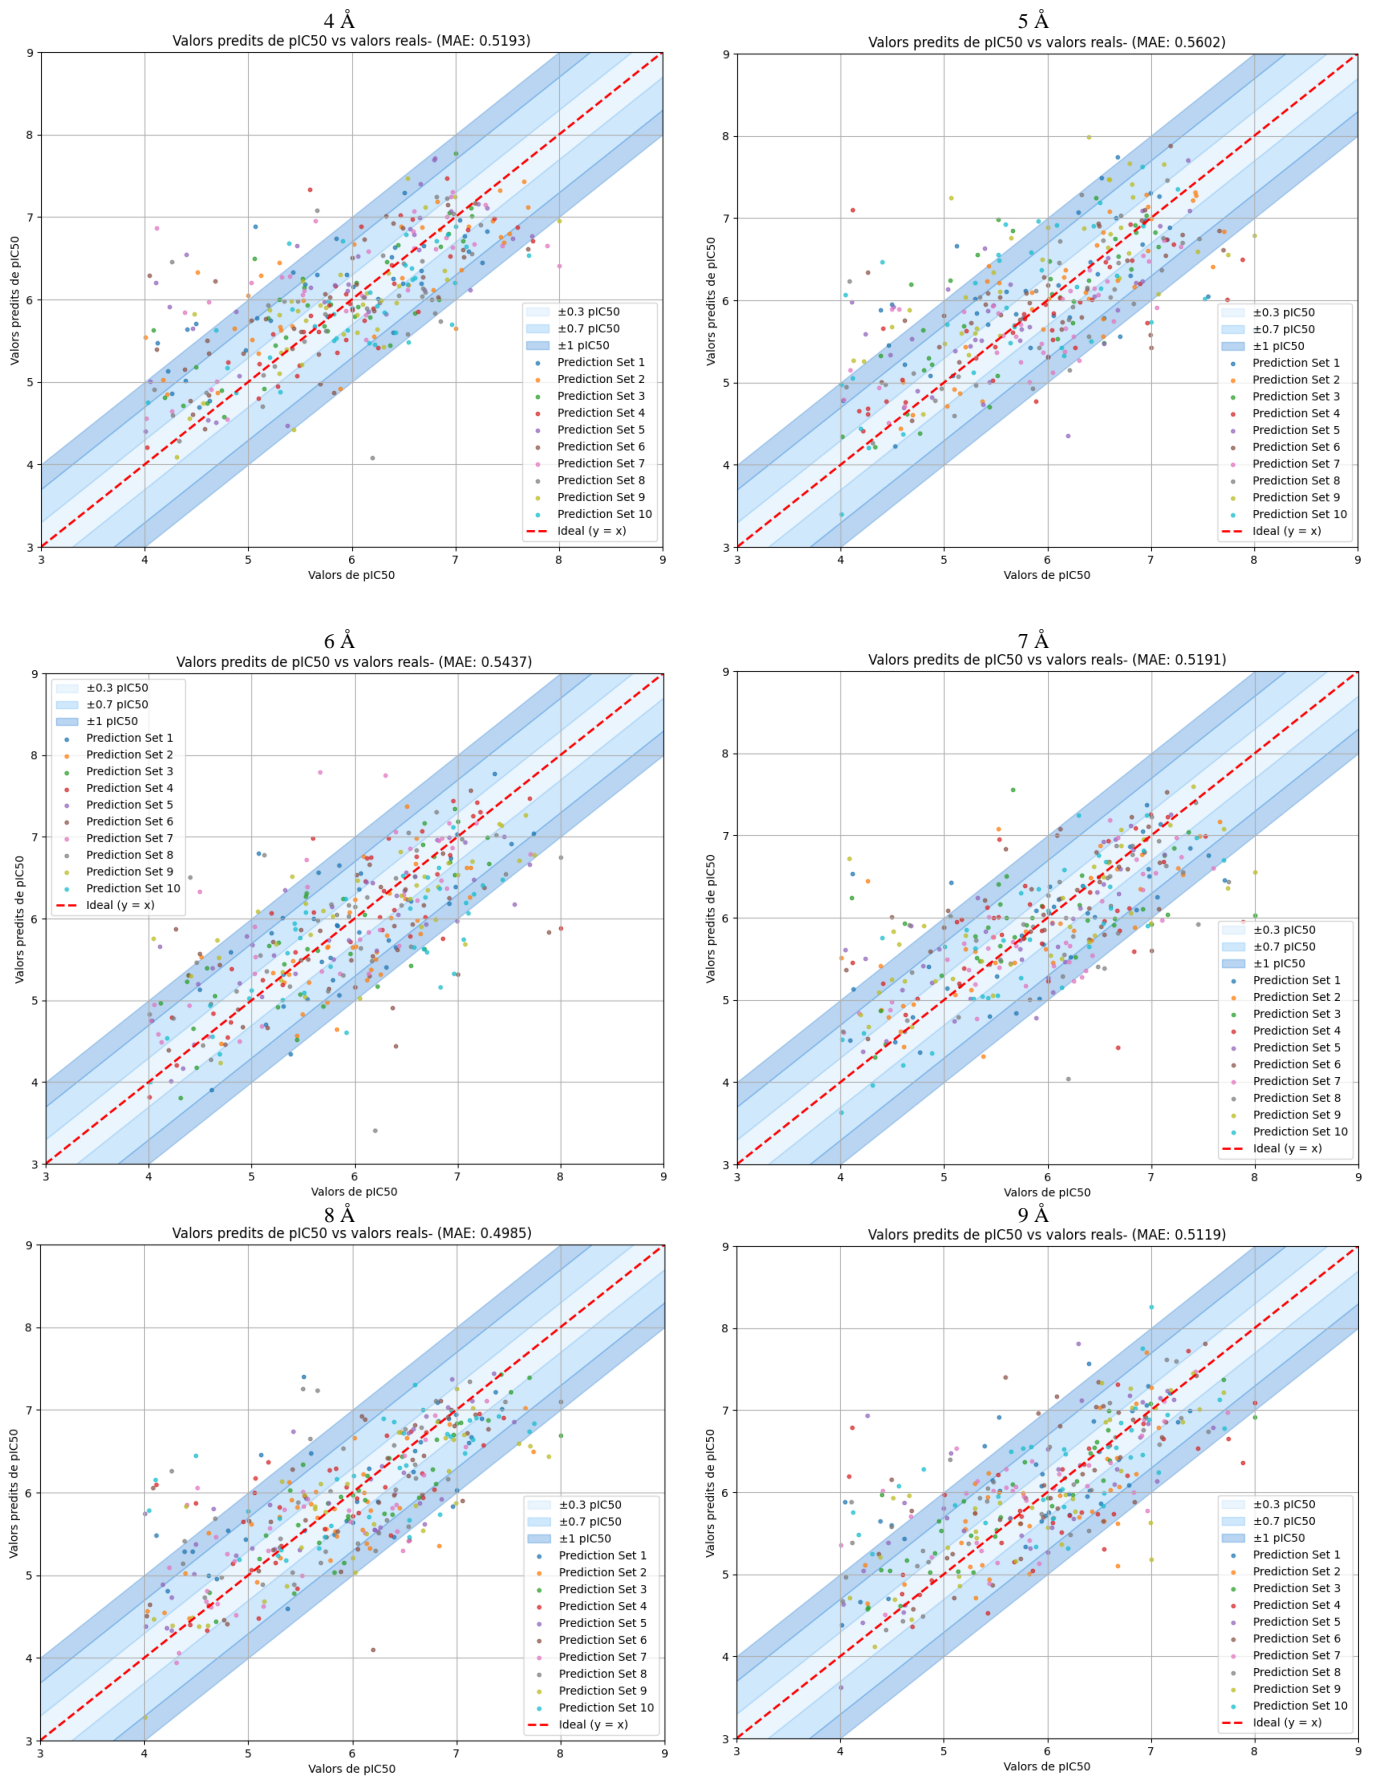 4 Å
Valors predits de pIC50 vs valors reals- (MAE: 0.5193)
9
8
7
6
5
4
3
Valors predits de pIC50
±0.3 pIC50
±0.7 pIC50
±1 pIC50
Prediction Set 1
Prediction Set 2
Prediction Set 3
Prediction Set 4
Prediction Set 5
Prediction Set 6
Prediction Set 7
Prediction Set 8
Prediction Set 9
Prediction Set 10
Ideal (y = x)
3 4 5 6 7 8 9
Valors de pIC50
5 Å
Valors predits de pIC50 vs valors reals- (MAE: 0.5602)
9
8
7
6
5
4
3
Valors predits de pIC50
±0.3 pIC50
±0.7 pIC50
±1 pIC50
Prediction Set 1
Prediction Set 2
Prediction Set 3
Prediction Set 4
Prediction Set 5
Prediction Set 6
Prediction Set 7
Prediction Set 8
Prediction Set 9
Prediction Set 10
Ideal (y = x)
3 4 5 6 7 8 9
Valors de pIC50
6 Å
Valors predits de pIC50 vs valors reals- (MAE: 0.5437)
9
8
7
6
5
4
3
Valors predits de pIC50
±0.3 pIC50
±0.7 pIC50
±1 pIC50
Prediction Set 1
Prediction Set 2
Prediction Set 3
Prediction Set 4
Prediction Set 5
Prediction Set 6
Prediction Set 7
Prediction Set 8
Prediction Set 9
Prediction Set 10
Ideal (y = x)
3 4 5 6 7 8 9
Valors de pIC50
7 Å
Valors predits de pIC50 vs valors reals- (MAE: 0.5191)
9
8
7
6
5
4
3
Valors predits de pIC50
±0.3 pIC50
±0.7 pIC50
±1 pIC50
Prediction Set 1
Prediction Set 2
Prediction Set 3
Prediction Set 4
Prediction Set 5
Prediction Set 6
Prediction Set 7
Prediction Set 8
Prediction Set 9
Prediction Set 10
Ideal (y = x)
3 4 5 6 7 8 9
Valors de pIC50
8 Å
Valors predits de pIC50 vs valors reals- (MAE: 0.4985)
9
8
7
6
5
4
3
Valors predits de pIC50
±0.3 pIC50
±0.7 pIC50
±1 pIC50
Prediction Set 1
Prediction Set 2
Prediction Set 3
Prediction Set 4
Prediction Set 5
Prediction Set 6
Prediction Set 7
Prediction Set 8
Prediction Set 9
Prediction Set 10
Ideal (y = x)
3 4 5 6 7 8 9
Valors de pIC50
9 Å
Valors predits de pIC50 vs valors reals- (MAE: 0.5119)
9
8
7
6
5
4
3
Valors predits de pIC50
±0.3 pIC50
±0.7 pIC50
±1 pIC50
Prediction Set 1
Prediction Set 2
Prediction Set 3
Prediction Set 4
Prediction Set 5
Prediction Set 6
Prediction Set 7
Prediction Set 8
Prediction Set 9
Prediction Set 10
Ideal (y = x)
3 4 5 6 7 8 9
Valors de pIC50